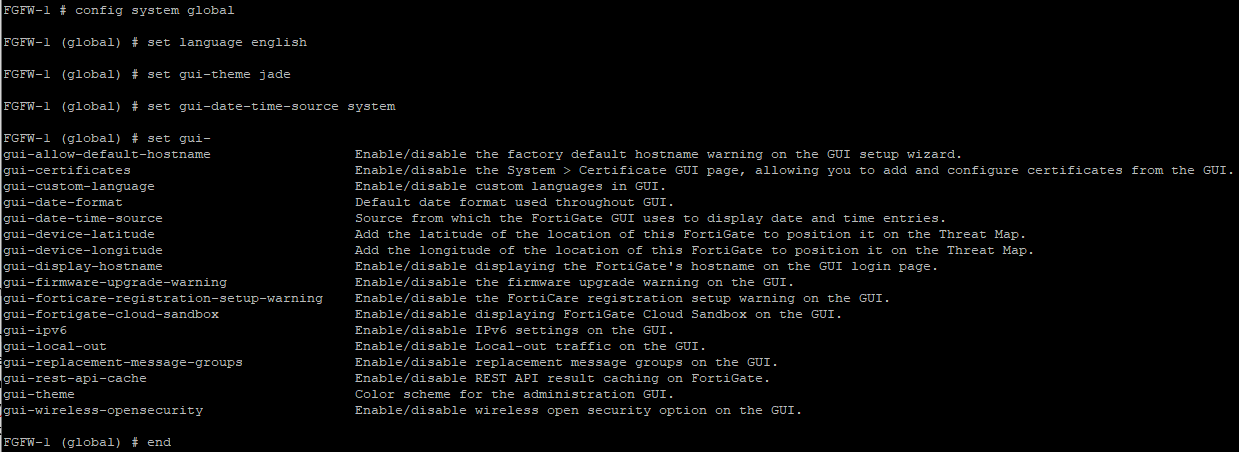 FGFW-1 # config system global
FGFW-1 (global) # set language english
FGFW-1 (global) # set gui-theme jade
FGFW-1 (global) # set gui-date-time-source system
FGFW-1 (global) # set gui-
gui-allow-default-hostname Enable/disable the factory default hostname warning on the GUI setup wizard.
gui-certificates Enable/disable the System > Certificate GUI page, allowing you to add and configure certificates from the GUI.
gui-custom-language Enable/disable custom languages in GUI.
gui-date-format Default date format used throughout GUI.
gui-date-time-source Source from which the FortiGate GUI uses to display date and time entries.
gui-device-latitude Add the latitude of the location of this FortiGate to position it on the Threat Map.
gui-device-longitude Add the longitude of the location of this FortiGate to position it on the Threat Map.
gui-display-hostname Enable/disable displaying the FortiGate's hostname on the GUI login page.
gui-firmware-upgrade-warning Enable/disable the firmware upgrade warning on the GUI.
gui-forticare-registration-setup-warning Enable/disable the FortiCare registration setup warning on the GUI.
gui-fortigate-cloud-sandbox Enable/disable displaying FortiGate Cloud Sandbox on the GUI.
gui-ipv6 Enable/disable IPv6 settings on the GUI.
gui-local-out Enable/disable Local-out traffic on the GUI.
gui-replacement-message-groups Enable/disable replacement message groups on the GUI.
gui-rest-api-cache Enable/disable REST API result caching on FortiGate.
gui-theme Color scheme for the administration GUI.
gui-wireless-opensecurity Enable/disable wireless open security option on the GUI.
FGFW-1 (global) # end